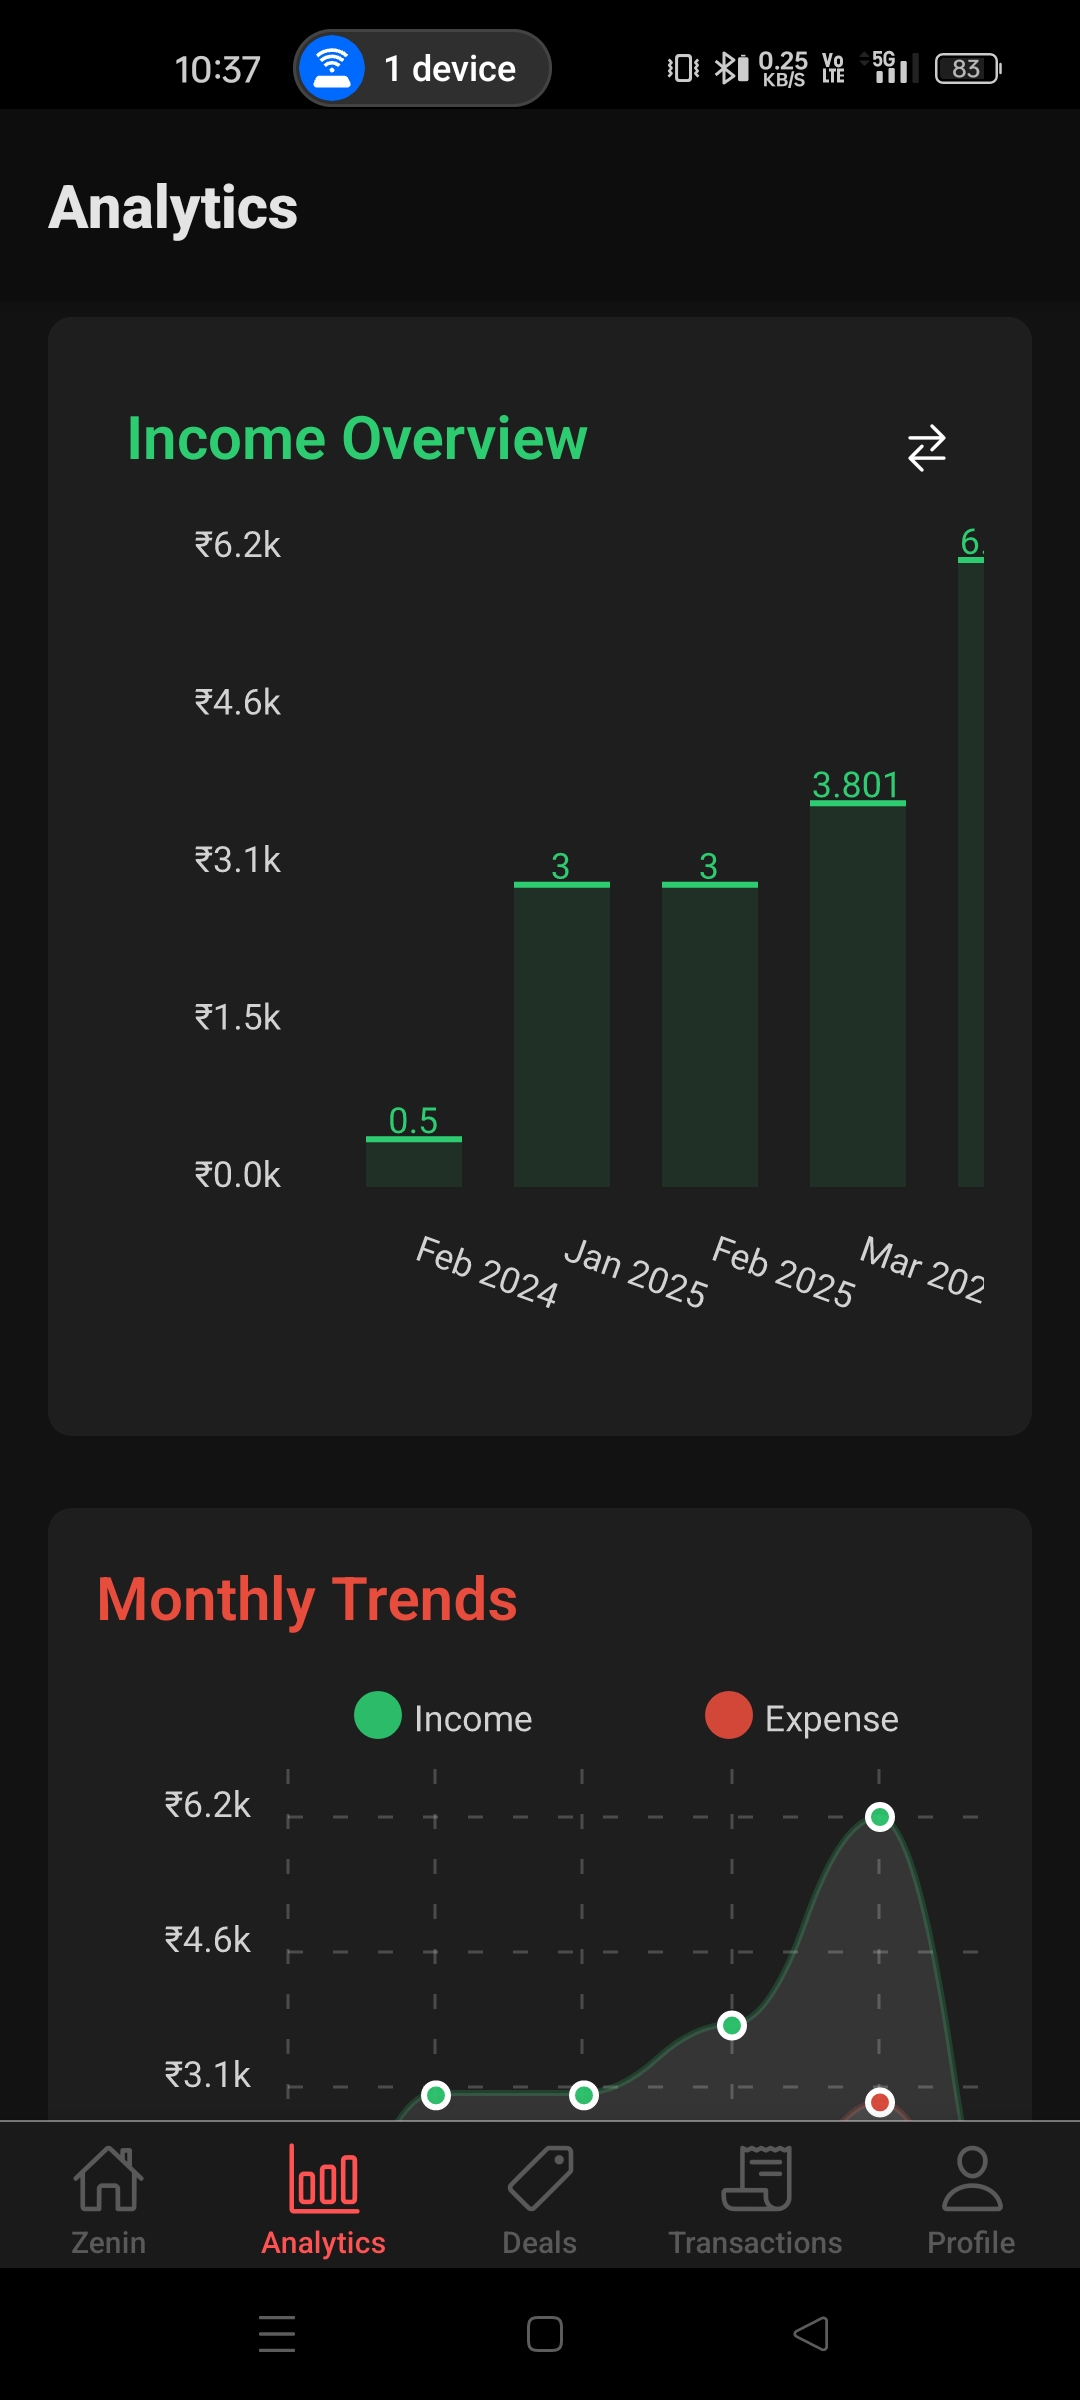 10:37 1 device 0.25 KB/S Vo LTE 5G 83
Analytics
Income Overview
₹6.2k
6.
₹4.6k
3.801
₹3.1k
3 3
₹1.5k
0.5
₹0.0k
Feb 2024 Jan 2025 Feb 2025 Mar 202
Monthly Trends
Income Expense
₹6.2k
₹4.6k
₹3.1k
Zenin Analytics Deals Transactions Profile